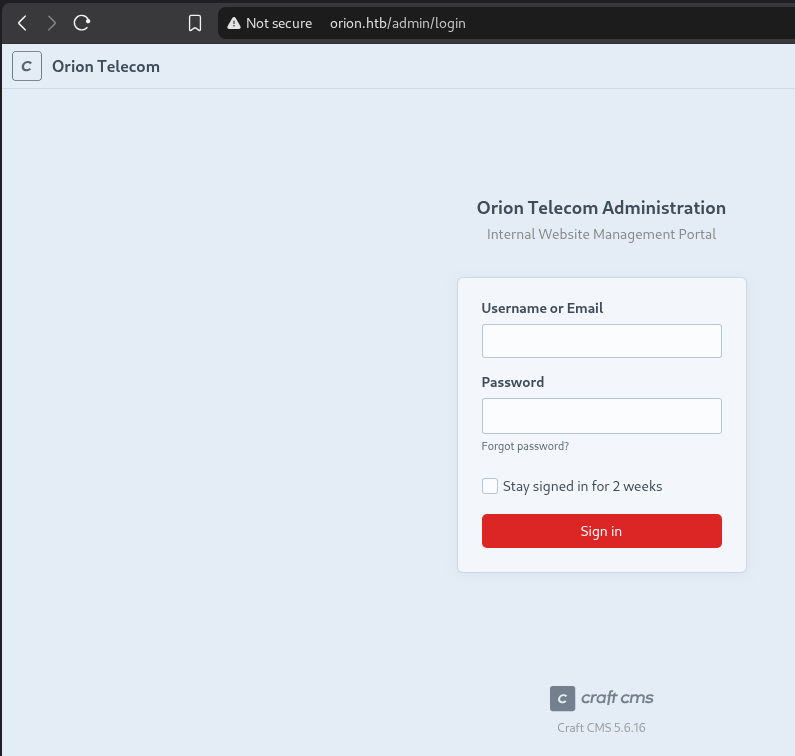 Not secure orion.htb/admin/login
C Orion Telecom
Orion Telecom Administration
Internal Website Management Portal
Username or Email
Password
Forgot password?
Stay signed in for 2 weeks
Sign in
C craft cms
Craft CMS 5.6.16